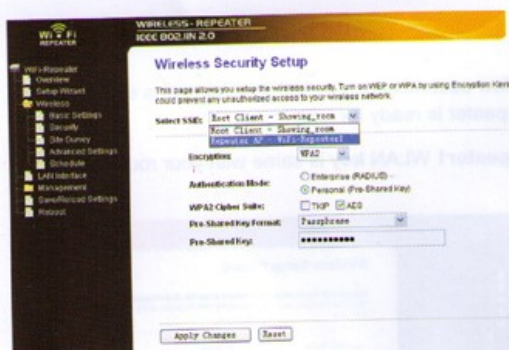 Wi Fi
REPEATER
WIRELESS-REPEATER
IEEE 802.11N 2.0
WiFi-Repeater
Overview
Setup Wizard
Wireless
Basic Settings
Security
Site Survey
Advanced Settings
Schedule
LAN Interface
Management
Save/Reload Settings
Reboot
Wireless Security Setup
This page allows you setup the wireless security. Turn on WEP or WPA by using Encryption Keys
could prevent any unauthorized access to your wireless network.
Select SSID: Root Client - Showing_room
Root Client - Showing_room
Repeater AP - WiFi-Repeater1
Encryption: WPA2
Authentication Mode: Enterprise (RADIUS)
Personal (Pre-Shared Key)
WPA2 Cipher Suite: TKIP AES
Pre-Shared Key Format: Passphrase
Pre-Shared Key: ●●●●●●●●●●
Apply Changes Reset